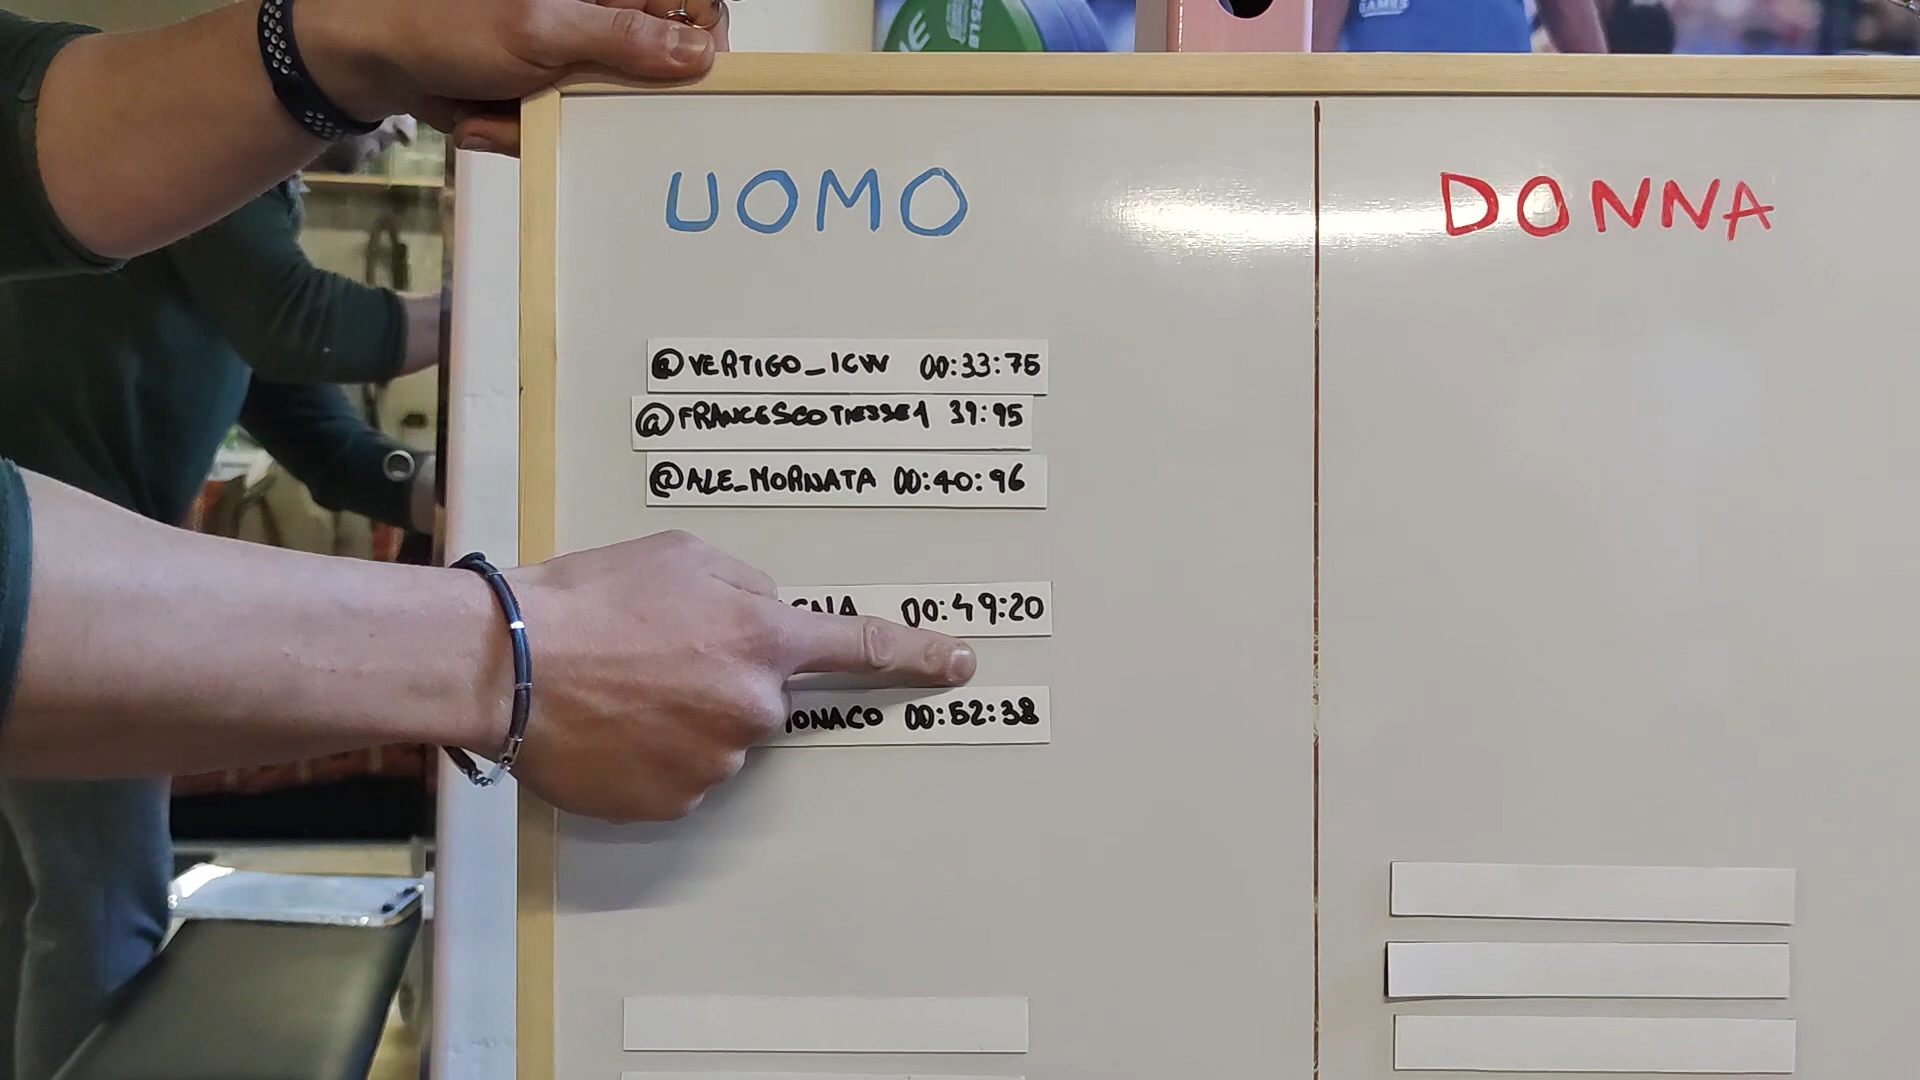 GAMES
UOMO
DONNA
@VERTIGO_ICW 00:33:75
@FRANCESCOTIESSE1 39:95
@ALE_MORNATA 00:40:96
00:49:20
00:52:38